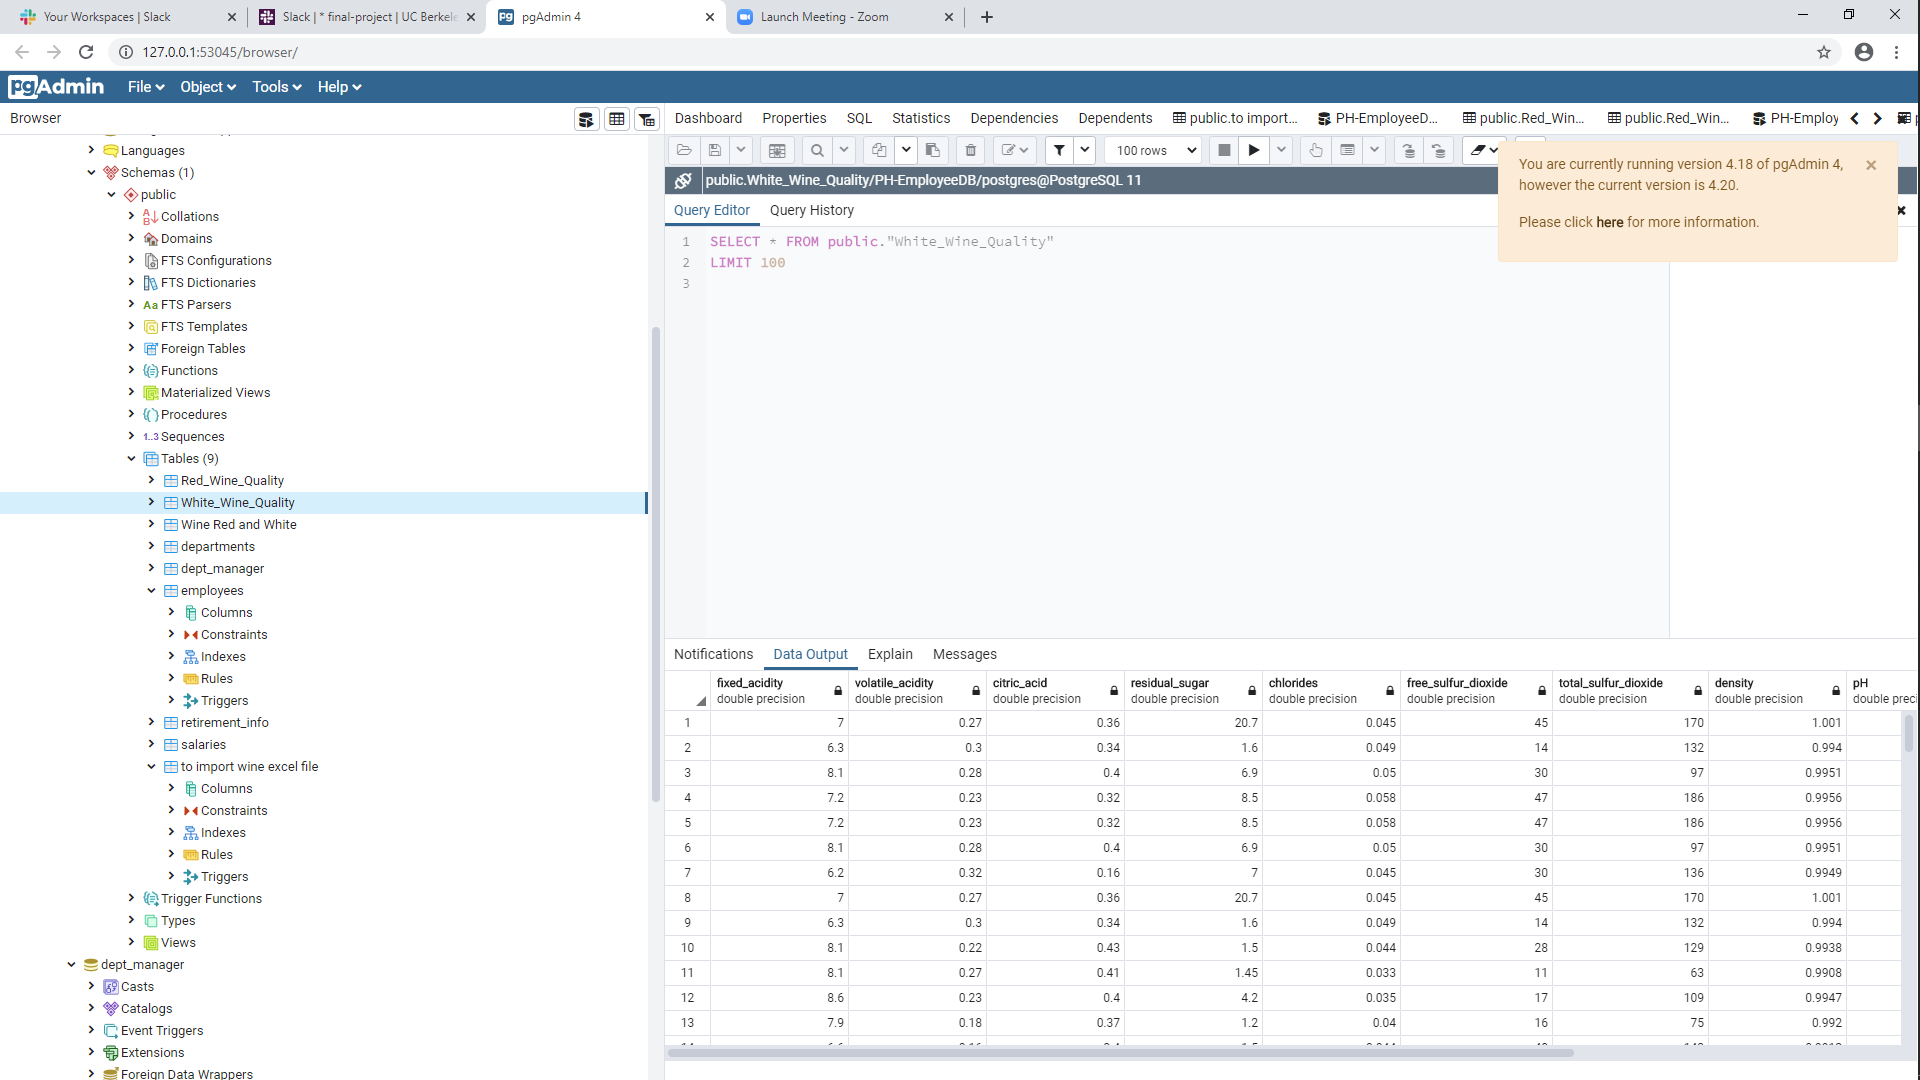 Your Workspaces | Slack
Slack | * final-project | UC Berkele
pgAdmin 4
Launch Meeting - Zoom
127.0.0.1:53045/browser/
pgAdmin File Object Tools Help
Browser
Dashboard Properties SQL Statistics Dependencies Dependents public.to import... PH-EmployeeD... public.Red_Win... public.Red_Win... PH-Employ
Languages
Schemas (1)
public
Collations
Domains
FTS Configurations
FTS Dictionaries
Aa FTS Parsers
FTS Templates
Foreign Tables
Functions
Materialized Views
Procedures
1..3 Sequences
Tables (9)
Red_Wine_Quality
White_Wine_Quality
Wine Red and White
departments
dept_manager
employees
Columns
Constraints
Indexes
Rules
Triggers
retirement_info
salaries
to import wine excel file
Columns
Constraints
Indexes
Rules
Triggers
Trigger Functions
Types
Views
dept_manager
Casts
Catalogs
Event Triggers
Extensions
Foreign Data Wrappers
100 rows
public.White_Wine_Quality/PH-EmployeeDB/postgres@PostgreSQL 11
You are currently running version 4.18 of pgAdmin 4,
however the current version is 4.20.
Please click here for more information.
Query Editor Query History
1 SELECT * FROM public."White_Wine_Quality"
2 LIMIT 100
3
Notifications Data Output Explain Messages
fixed_acidity volatile_acidity citric_acid residual_sugar chlorides free_sulfur_dioxide total_sulfur_dioxide density pH
double precision double precision double precision double precision double precision double precision double precision double precision double preci
1 7 0.27 0.36 20.7 0.045 45 170 1.001
2 6.3 0.3 0.34 1.6 0.049 14 132 0.994
3 8.1 0.28 0.4 6.9 0.05 30 97 0.9951
4 7.2 0.23 0.32 8.5 0.058 47 186 0.9956
5 7.2 0.23 0.32 8.5 0.058 47 186 0.9956
6 8.1 0.28 0.4 6.9 0.05 30 97 0.9951
7 6.2 0.32 0.16 7 0.045 30 136 0.9949
8 7 0.27 0.36 20.7 0.045 45 170 1.001
9 6.3 0.3 0.34 1.6 0.049 14 132 0.994
10 8.1 0.22 0.43 1.5 0.044 28 129 0.9938
11 8.1 0.27 0.41 1.45 0.033 11 63 0.9908
12 8.6 0.23 0.4 4.2 0.035 17 109 0.9947
13 7.9 0.18 0.37 1.2 0.04 16 75 0.992